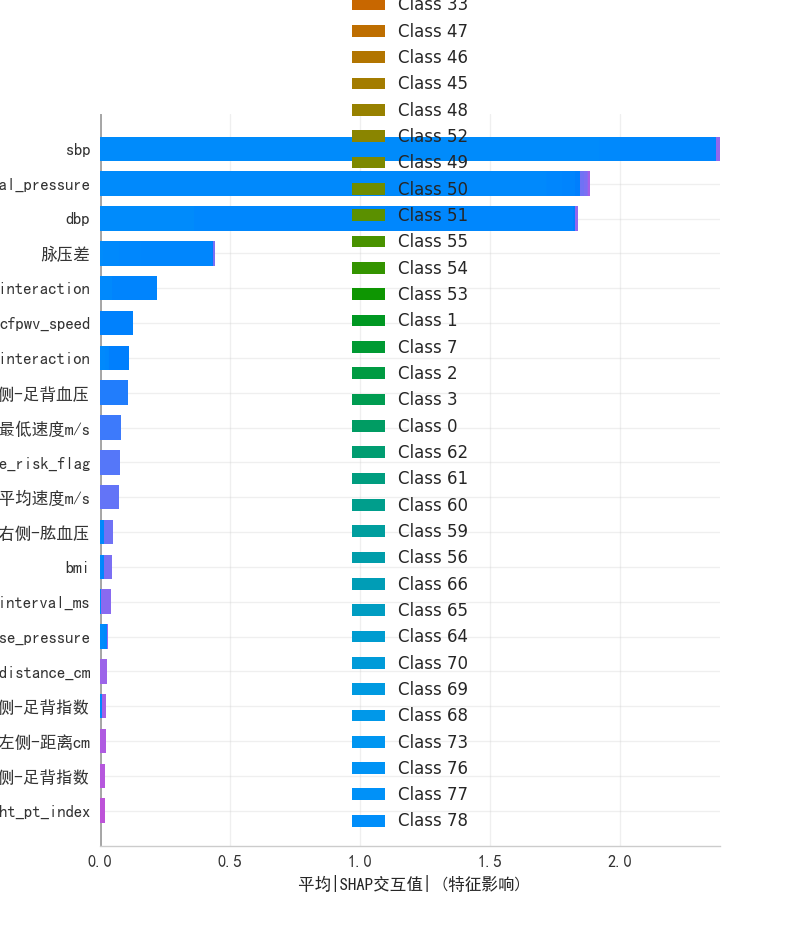 Class 33
Class 47
Class 46
Class 45
Class 48
Class 52
Class 49
Class 50
Class 51
Class 55
Class 54
Class 53
Class 1
Class 7
Class 2
Class 3
Class 0
Class 62
Class 61
Class 60
Class 59
Class 56
Class 66
Class 65
Class 64
Class 70
Class 69
Class 68
Class 73
Class 76
Class 77
Class 78
sbp
al_pressure
dbp
脉压差
interaction
cfpwv_speed
interaction
侧-足背血压
最低速度m/s
e_risk_flag
平均速度m/s
右侧-肱血压
bmi
interval_ms
se_pressure
distance_cm
侧-足背指数
左侧-距离cm
侧-足背指数
ht_pt_index
0.0 0.5 1.0 1.5 2.0
平均|SHAP交互值| (特征影响)